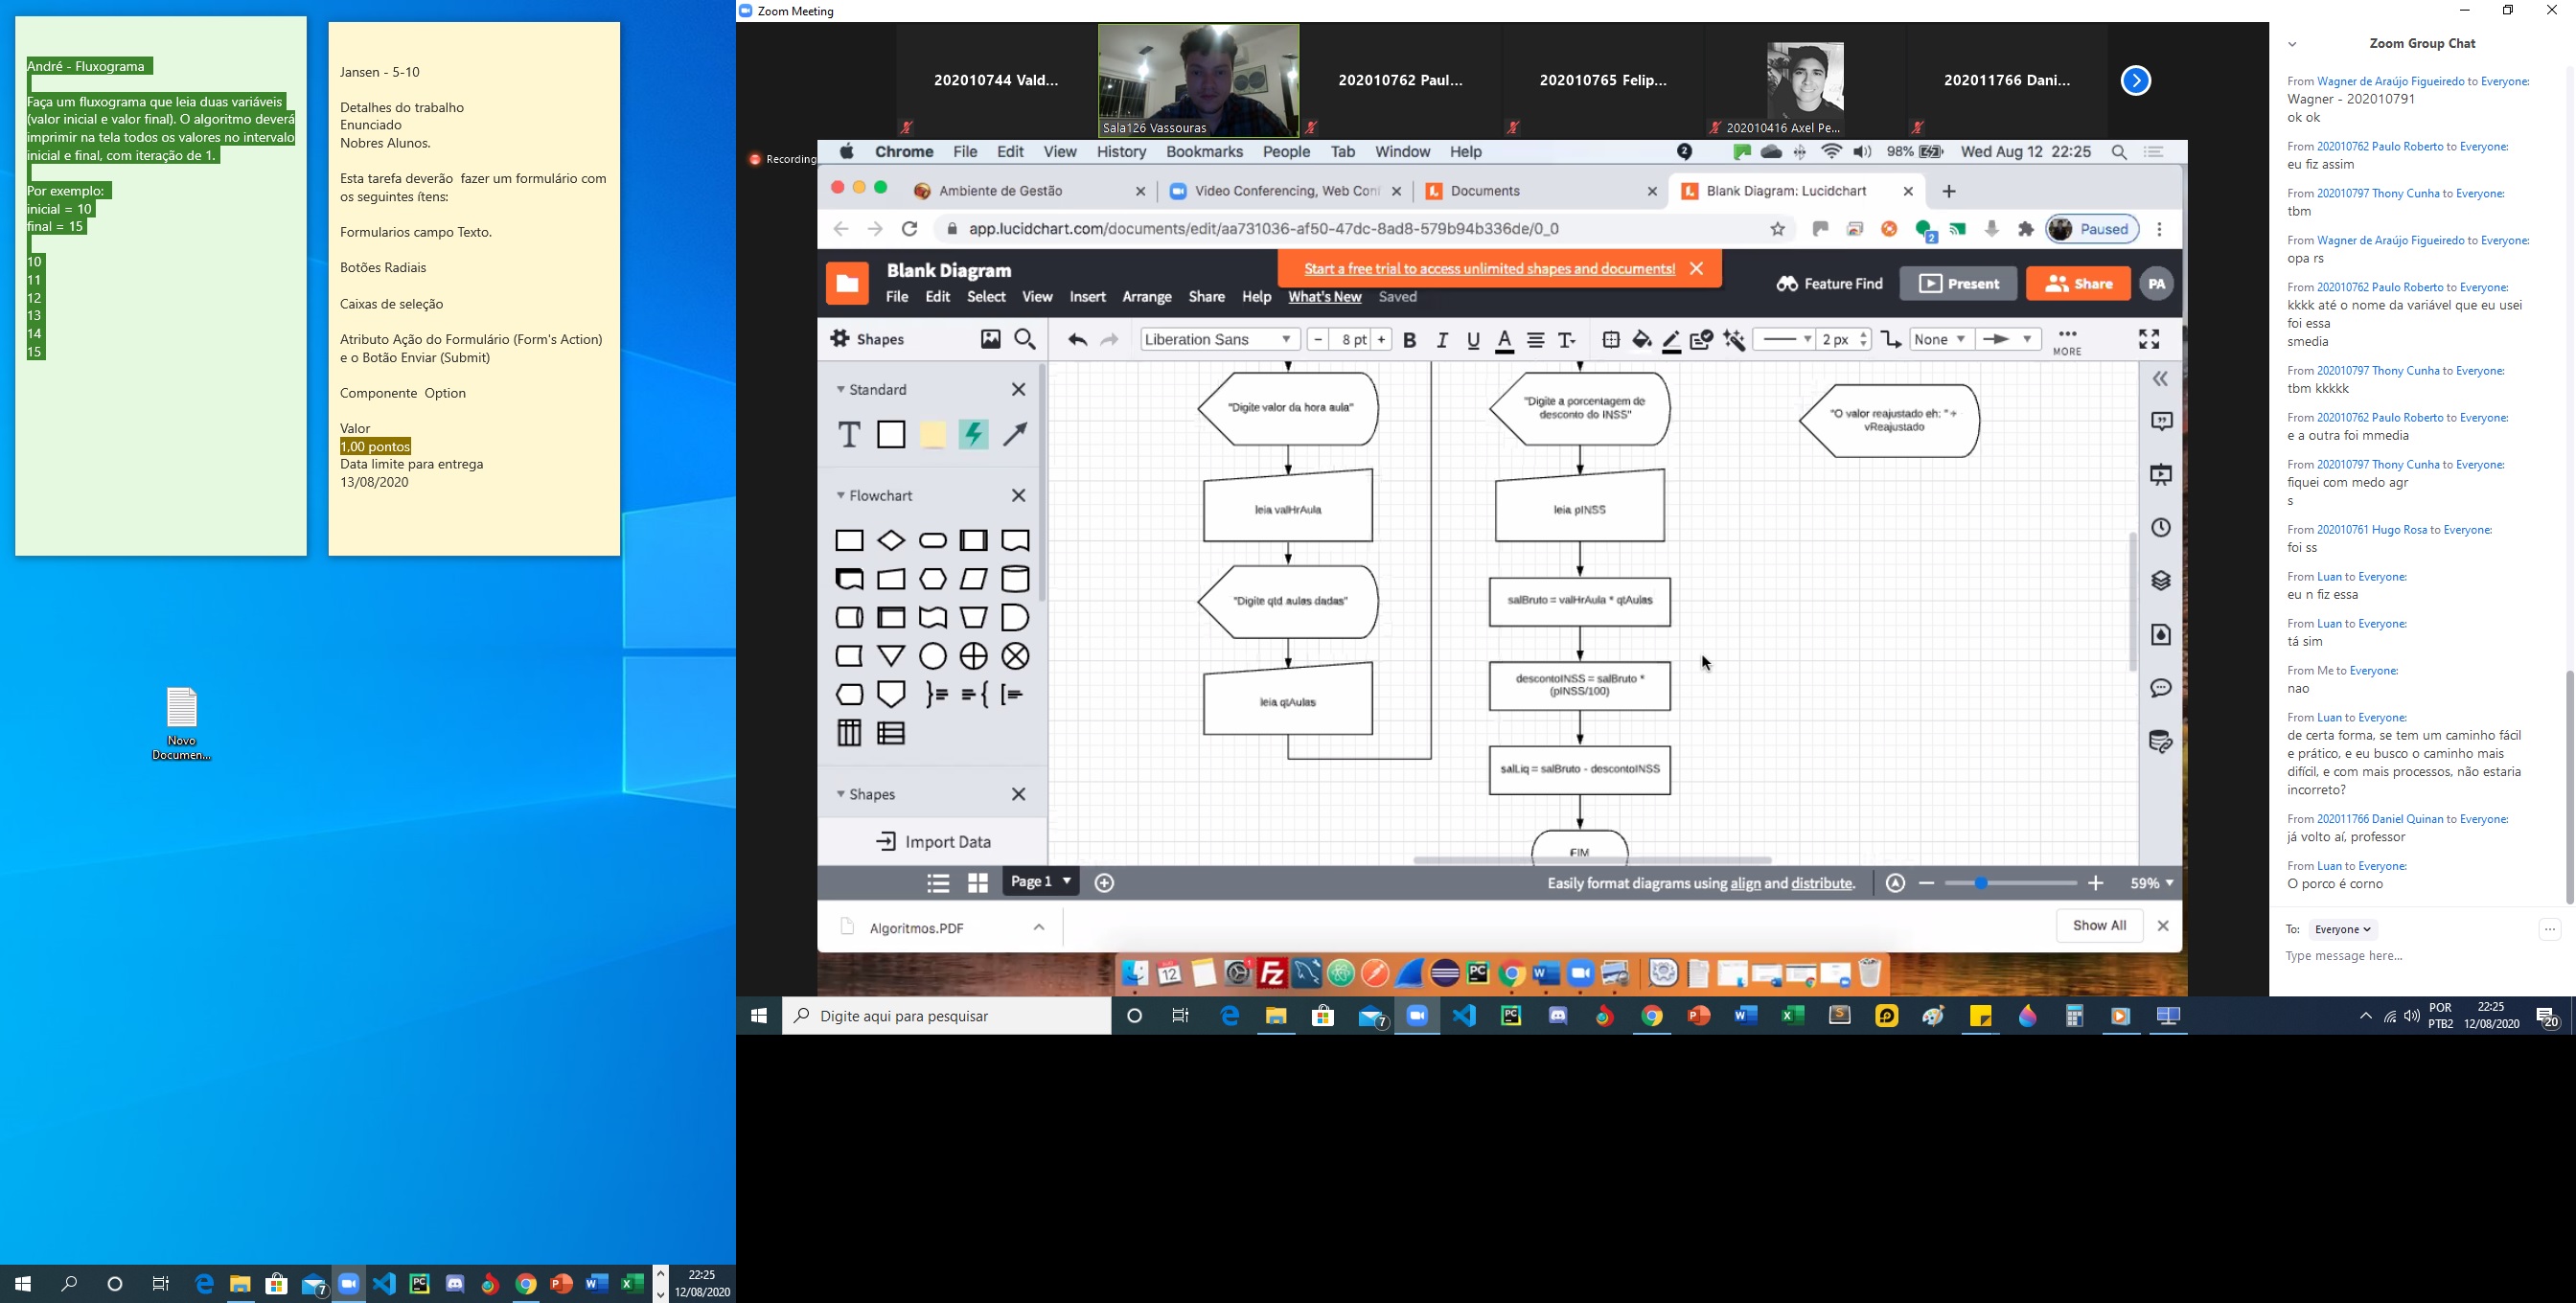 André - Fluxograma
Faça um fluxograma que leia duas variáveis
(valor inicial e valor final). O algoritmo deverá
imprimir na tela todos os valores no intervalo
inicial e final, com iteração de 1.
Por exemplo:
inicial = 10
final = 15
10
11
12
13
14
15
Jansen - 5-10
Detalhes do trabalho
Enunciado
Nobres Alunos.
Esta tarefa deverão  fazer um formulário com
os seguintes ítens:
Formularios campo Texto.
Botões Radiais
Caixas de seleção
Atributo Ação do Formulário (Form's Action)
e o Botão Enviar (Submit)
Componente  Option
Valor
1,00 pontos
Data limite para entrega
13/08/2020
Novo
Documen...
22:25
12/08/2020
Zoom Meeting
202010744 Vald...
Sala126 Vassouras
202010762 Paul...
202010765 Felip...
202010416 Axel Pe...
202011766 Dani...
Recording
Chrome File Edit View History Bookmarks People Tab Window Help
2
98%
Wed Aug 12 22:25
Ambiente de Gestão
Video Conferencing, Web Con
Documents
Blank Diagram: Lucidchart
app.lucidchart.com/documents/edit/aa731036-af50-47dc-8ad8-579b94b336de/0_0
2
Paused
Blank Diagram
Start a free trial to access unlimited shapes and documents!
File Edit Select View Insert Arrange Share Help What's New Saved
Feature Find
Present
Share
PA
Shapes
Liberation Sans
- 8 pt +
B I U A
2 px
None
MORE
Standard
T
Flowchart
Shapes
Import Data
"Digite valor da hora aula"
leia valHrAula
"Digite qtd aulas dadas"
leia qtAulas
"Digite a porcentagem de
desconto do INSS"
leia pINSS
salBruto = valHrAula * qtAulas
descontoINSS = salBruto *
(pINSS/100)
salLiq = salBruto - descontoINSS
FIM
"O valor reajustado eh: " +
vReajustado
Page 1
Easily format diagrams using align and distribute.
59%
Algoritmos.PDF
Show All
Digite aqui para pesquisar
7
POR
PTB2
22:25
12/08/2020
20
Zoom Group Chat
From Wagner de Araújo Figueiredo to Everyone:
Wagner - 202010791
ok ok
From 202010762 Paulo Roberto to Everyone:
eu fiz assim
From 202010797 Thony Cunha to Everyone:
tbm
From Wagner de Araújo Figueiredo to Everyone:
opa rs
From 202010762 Paulo Roberto to Everyone:
kkkk até o nome da variável que eu usei
foi essa
smedia
From 202010797 Thony Cunha to Everyone:
tbm kkkkk
From 202010762 Paulo Roberto to Everyone:
e a outra foi mmedia
From 202010797 Thony Cunha to Everyone:
fiquei com medo agr
s
From 202010761 Hugo Rosa to Everyone:
foi ss
From Luan to Everyone:
eu n fiz essa
From Luan to Everyone:
tá sim
From Me to Everyone:
nao
From Luan to Everyone:
de certa forma, se tem um caminho fácil
e prático, e eu busco o caminho mais
difícil, e com mais processos, não estaria
incorreto?
From 202011766 Daniel Quinan to Everyone:
já volto aí, professor
From Luan to Everyone:
O porco é corno
To: Everyone
Type message here...